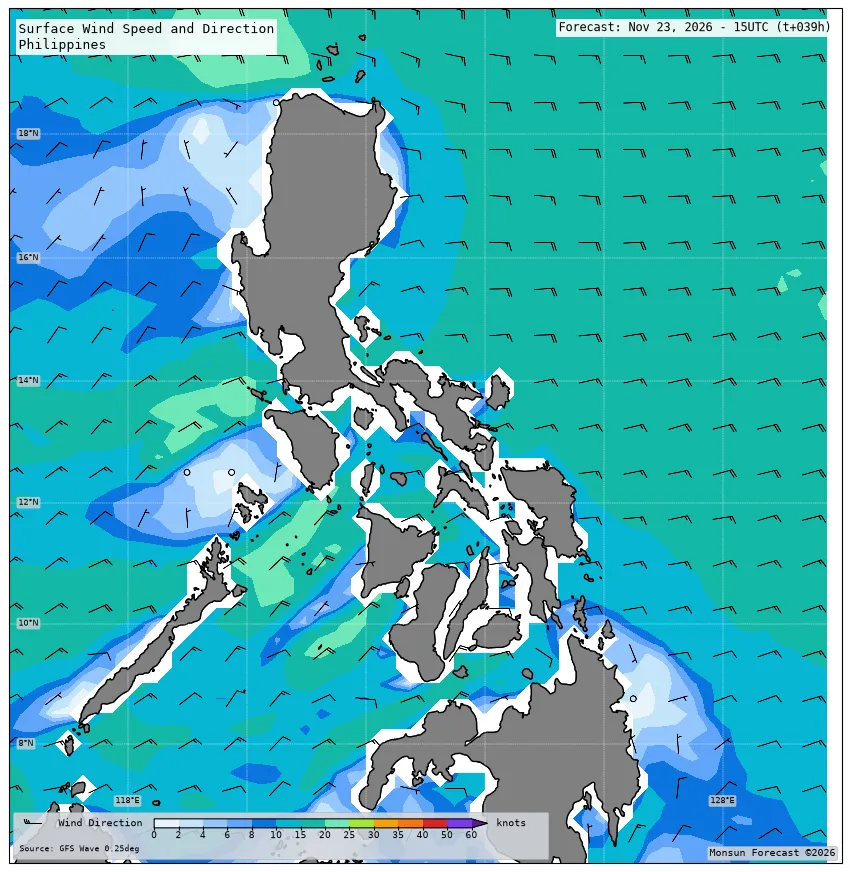 Surface Wind Speed and Direction
Philippines
Forecast: Nov 23, 2026 - 15UTC (t+039h)
18°N
16°N
14°N
12°N
10°N
8°N
118°E
128°E
Wind Direction
knots
0 2 4 6 8 10 15 20 25 30 35 40 50 60
Source: GFS Wave 0.25deg
Monsun Forecast ©2026